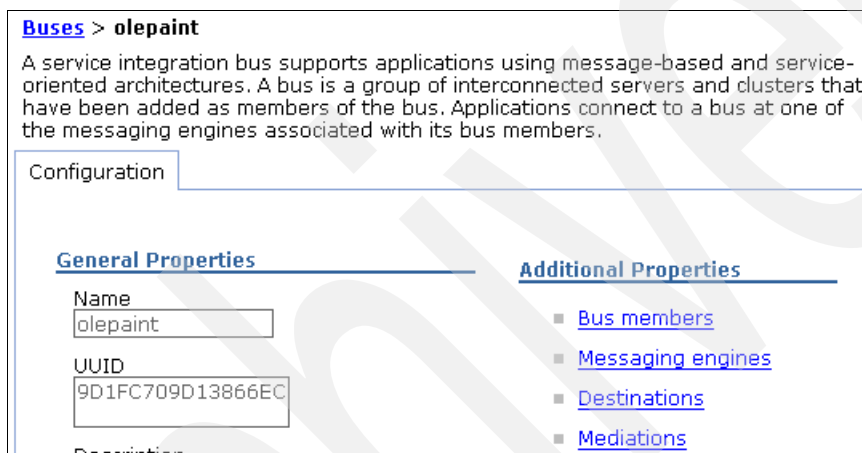 Buses > olepaint
A service integration bus supports applications using message-based and service-
oriented architectures. A bus is a group of interconnected servers and clusters that
have been added as members of the bus. Applications connect to a bus at one of
the messaging engines associated with its bus members.
Configuration
General Properties
Name
olepaint
UUID
9D1FC709D13866EC
Description
Additional Properties
Bus members
Messaging engines
Destinations
Mediations